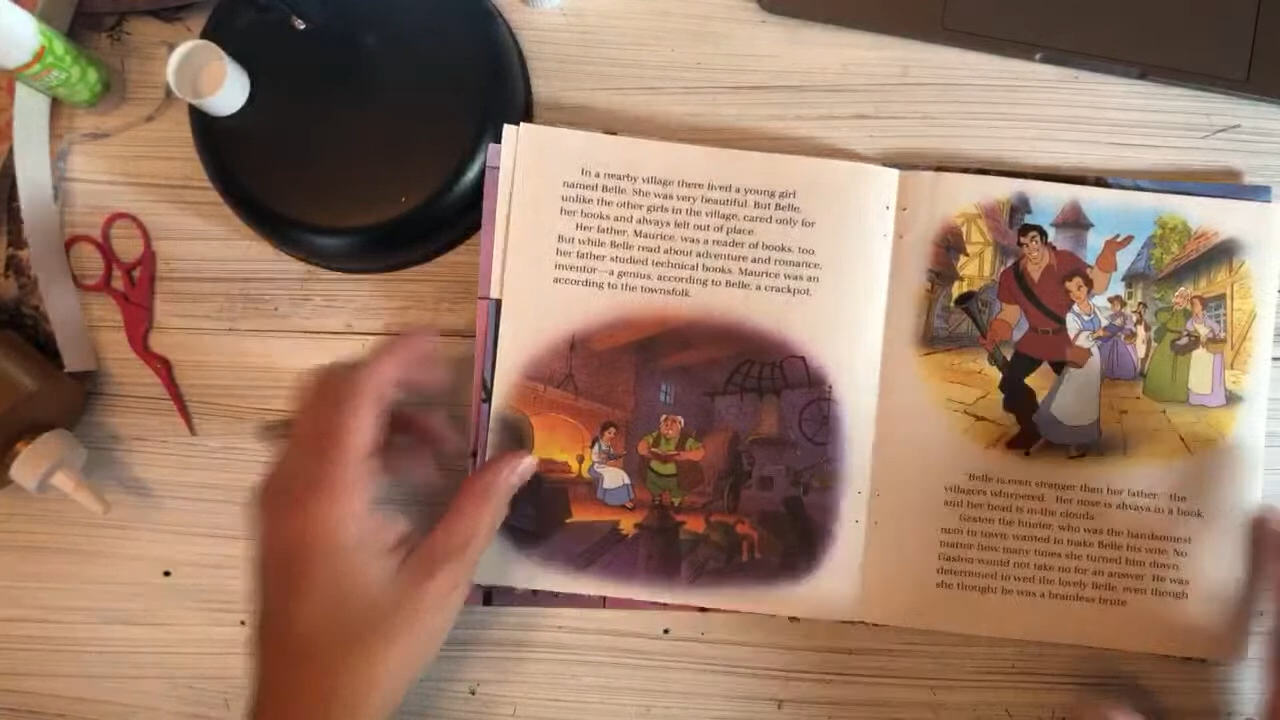 In a nearby village there lived a young girl
named Belle. She was very beautiful. But Belle,
unlike the other girls in the village, cared only for
her books and always felt out of place.
Her father, Maurice, was a reader of books, too.
But while Belle read about adventure and romance,
her father studied technical books. Maurice was an
inventor—a genius, according to Belle, a crackpot,
according to the townsfolk.
"Belle is even stranger than her father," the
villagers whispered. "Her nose is always in a book,
and her head is in the clouds.
Gaston the hunter, who was the handsomest
man in town, wanted to make Belle his wife. No
matter how many times she turned him down,
Gaston would not take no for an answer. He was
determined to wed the lovely Belle, even though
she thought he was a brainless brute.